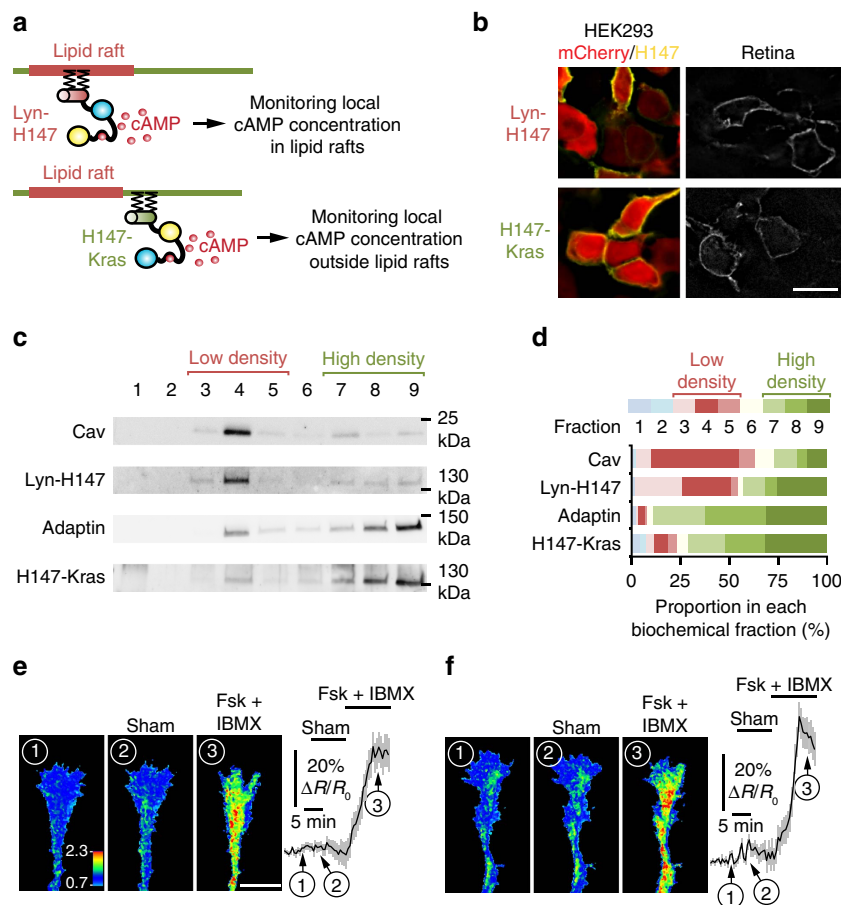 a
Lipid raft
Lyn-
H147
cAMP
Monitoring local
cAMP concentration
in lipid rafts
Lipid raft
H147-
Kras
cAMP
Monitoring local
cAMP concentration
outside lipid rafts
b
HEK293
mCherry/H147
Retina
Lyn-
H147
H147-
Kras
c
Low density
High density
1 2 3 4 5 6 7 8 9
Cav
25
kDa
Lyn-H147
130
kDa
Adaptin
150
kDa
H147-Kras
130
kDa
d
Low
density
High
density
Fraction 1 2 3 4 5 6 7 8 9
Cav
Lyn-H147
Adaptin
H147-Kras
0 25 50 75 100
Proportion in each
biochemical fraction (%)
e
Sham
Fsk +
IBMX
1
2
3
2.3
0.7
Fsk + IBMX
Sham
20%
ΔR/R0
5 min
3
1
2
f
Sham
Fsk +
IBMX
1
2
3
Fsk + IBMX
Sham
20%
ΔR/R0
5 min
3
1
2